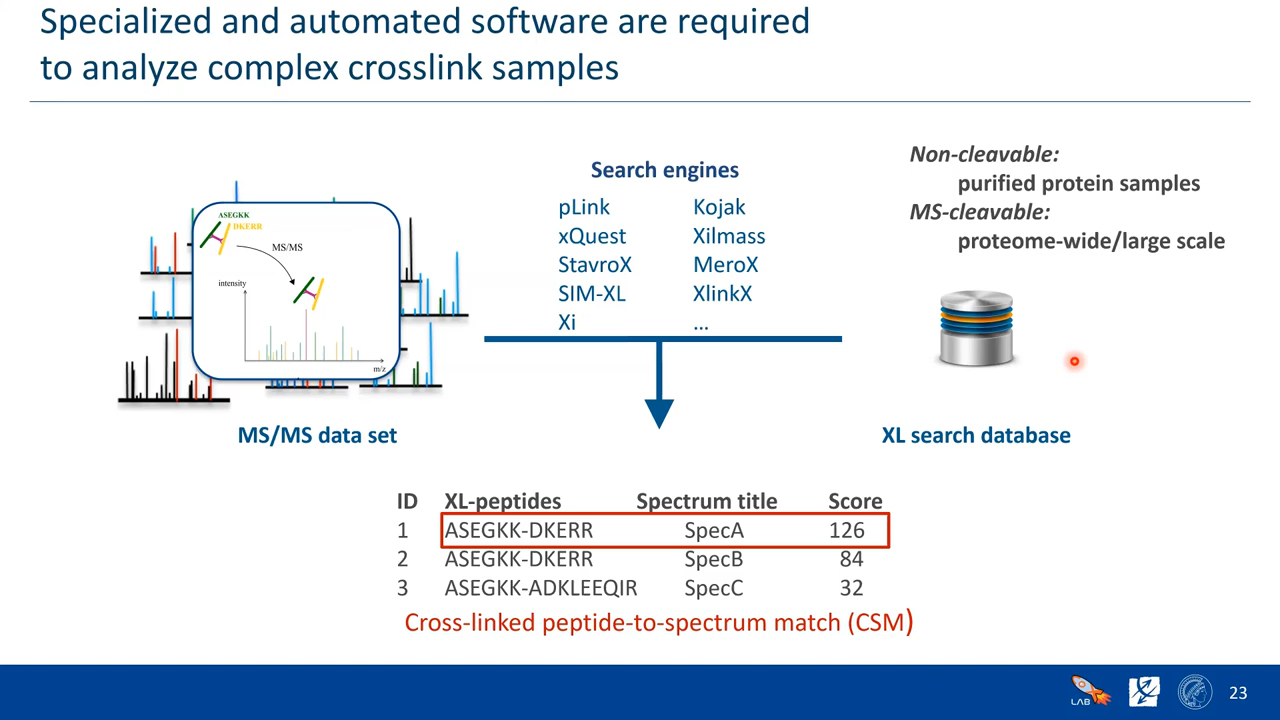 Specialized and automated software are required
to analyze complex crosslink samples
ASEGKK
DKERR
MS/MS
intensity
m/z
MS/MS data set
Search engines
pLink Kojak
xQuest Xilmass
StavroX MeroX
SIM-XL XlinkX
Xi ...
Non-cleavable:
purified protein samples
MS-cleavable:
proteome-wide/large scale
XL search database
ID XL-peptides Spectrum title Score
1 ASEGKK-DKERR SpecA 126
2 ASEGKK-DKERR SpecB 84
3 ASEGKK-ADKLEEQIR SpecC 32
Cross-linked peptide-to-spectrum match (CSM)
LAB
23